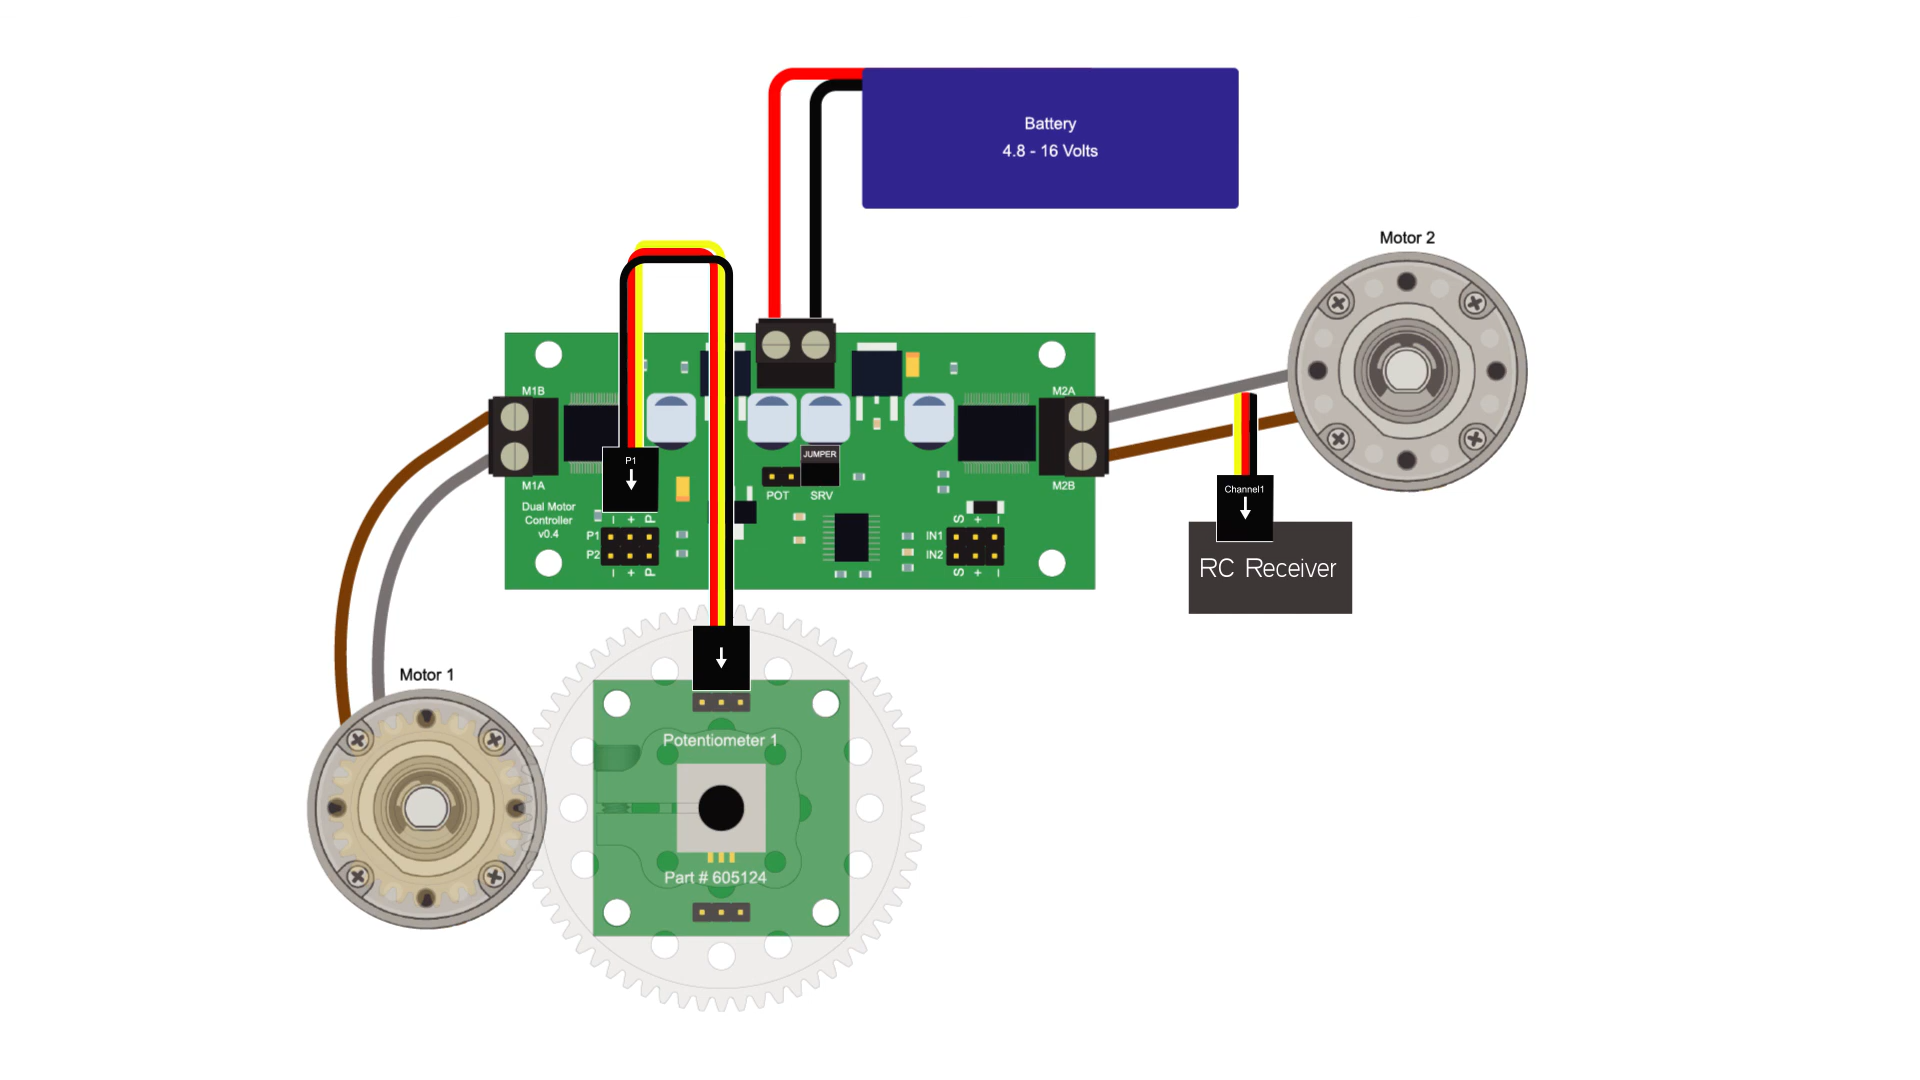 Battery
4.8 - 16 Volts
Motor 2
M1B
M2A
JUMPER
P1
M1A
POT
SRV
M2B
Channel1
Dual Motor
Controller
v0.4
- + P
S + -
P1
IN1
P2
IN2
- + P
S + -
RC Receiver
Motor 1
Potentiometer 1
Part # 605124